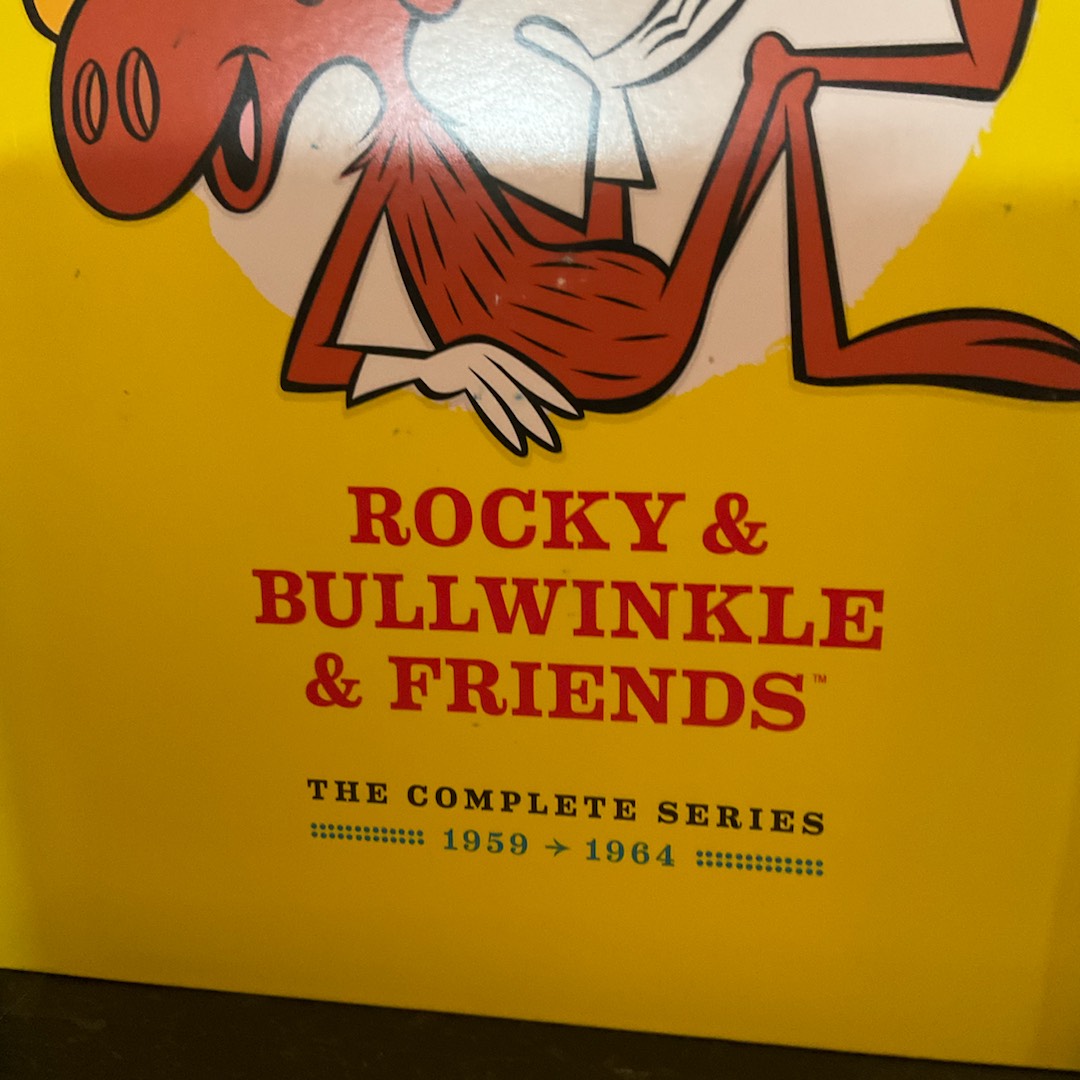 ROCKY &
BULLWINKLE
& FRIENDS™
THE COMPLETE SERIES
1959 → 1964